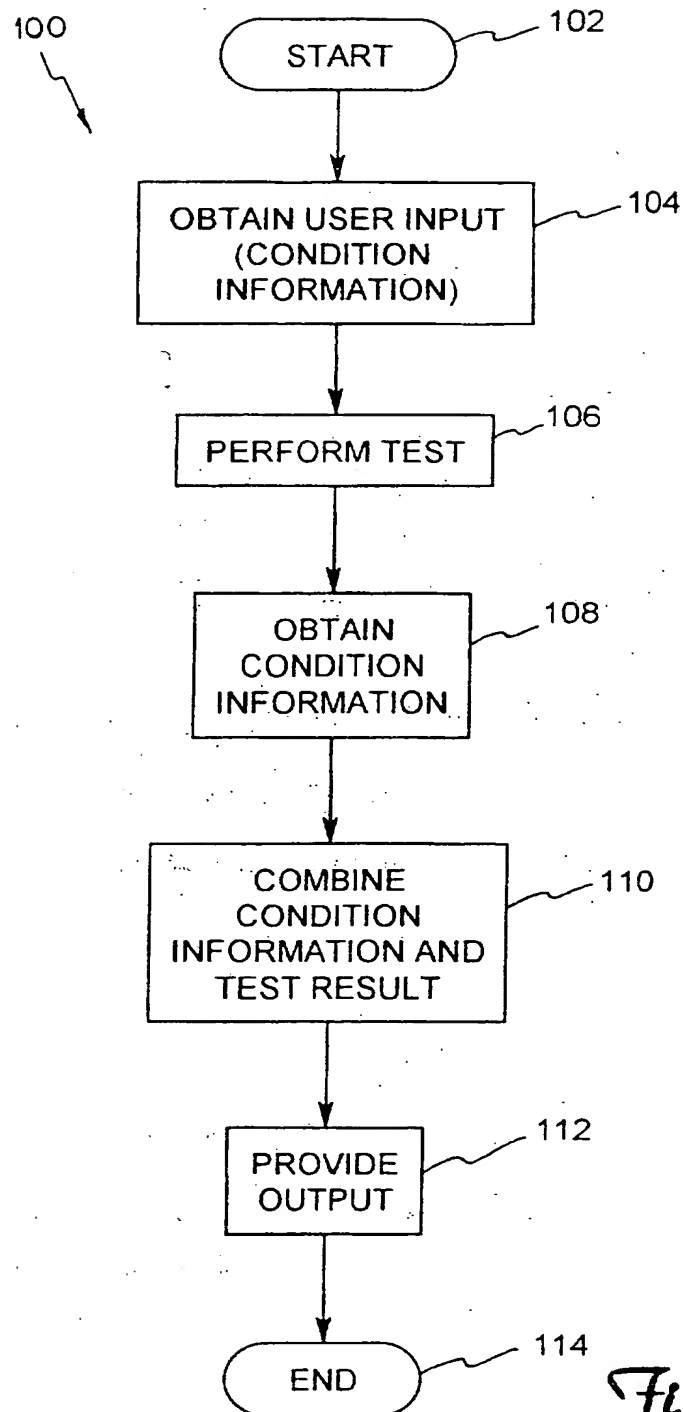 100
START
102
OBTAIN USER INPUT
(CONDITION
INFORMATION)
104
PERFORM TEST
106
OBTAIN
CONDITION
INFORMATION
108
COMBINE
CONDITION
INFORMATION AND
TEST RESULT
110
PROVIDE
OUTPUT
112
END
114